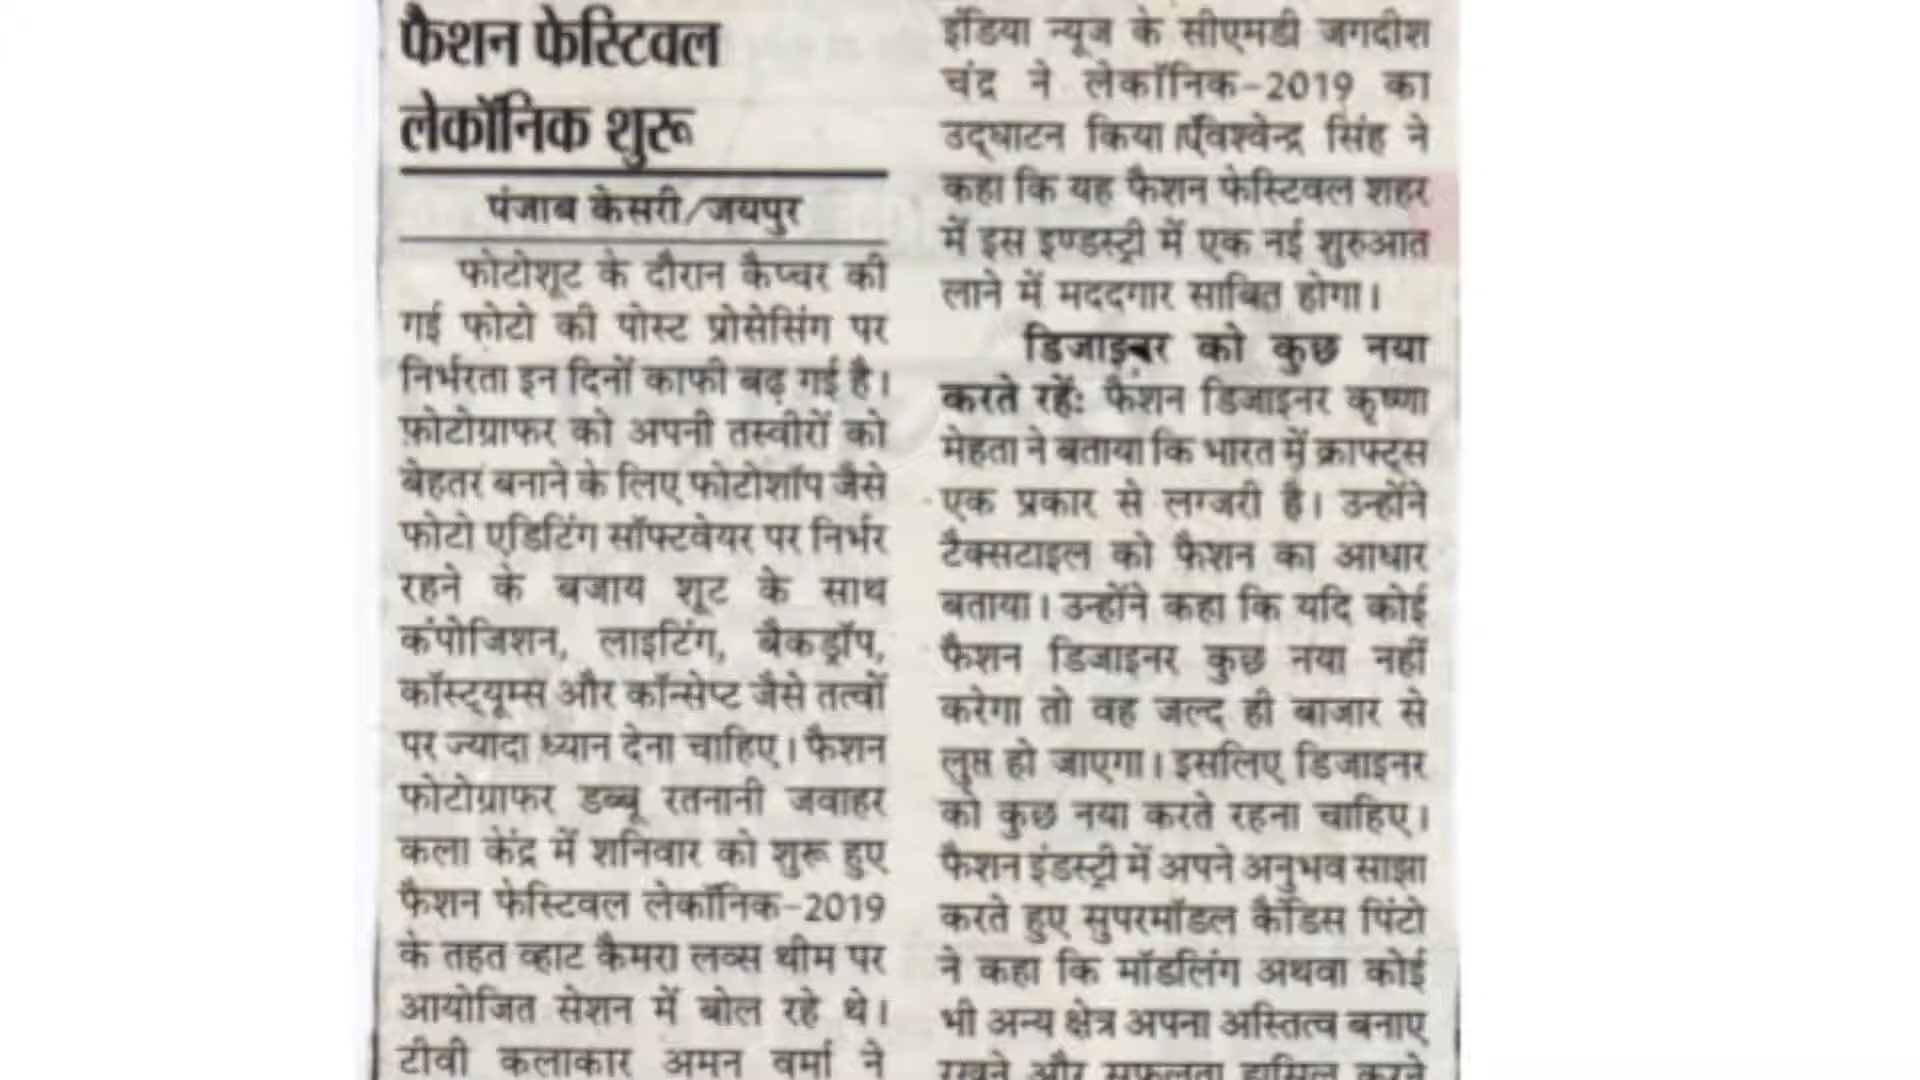 फैशन फेस्टिवल
लेकॉनिक शुरू
पंजाब केसरी/जयपुर
फोटोशूट के दौरान कैप्चर की
गई फोटो की पोस्ट प्रोसेसिंग पर
निर्भरता इन दिनों काफी बढ़ गई है।
फ़ोटोग्राफर को अपनी तस्वीरों को
बेहतर बनाने के लिए फोटोशॉप जैसे
फोटो एडिटिंग सॉफ्टवेयर पर निर्भर
रहने के बजाय शूट के साथ
कंपोजिशन, लाइटिंग, बैकड्रॉप,
कॉस्ट्यूम्स और कॉन्सेप्ट जैसे तत्वों
पर ज्यादा ध्यान देना चाहिए। फैशन
फोटोग्राफर डब्बू रतनानी जवाहर
कला केंद्र में शनिवार को शुरू हुए
फैशन फेस्टिवल लेकॉनिक-2019
के तहत व्हाट कैमरा लव्स थीम पर
आयोजित सेशन में बोल रहे थे।
टीवी कलाकार अमन वर्मा ने
इंडिया न्यूज के सीएमडी जगदीश
चंद्र ने लेकॉनिक-2019 का
उद्घाटन किया। सिंह ने
कहा कि यह फैशन फेस्टिवल शहर
में इस इण्डस्ट्री में एक नई शुरुआत
लाने में मददगार साबित होगा।
डिजाइनर को कुछ नया
करते रहें: फैशन डिजाइनर कृष्णा
मेहता ने बताया कि भारत में क्राफ्ट्स
एक प्रकार से लग्जरी है। उन्होंने
टैक्सटाइल को फैशन का आधार
बताया। उन्होंने कहा कि यदि कोई
फैशन डिजाइनर कुछ नया नहीं
करेगा तो वह जल्द ही बाजार से
लुप्त हो जाएगा। इसलिए डिजाइनर
को कुछ नया करते रहना चाहिए।
फैशन इंडस्ट्री में अपने अनुभव साझा
करते हुए सुपरमॉडल कैंडिस पिंटो
ने कहा कि मॉडलिंग अथवा कोई
भी अन्य क्षेत्र अपना अस्तित्व बनाए
रखने और सफलता हासिल करने